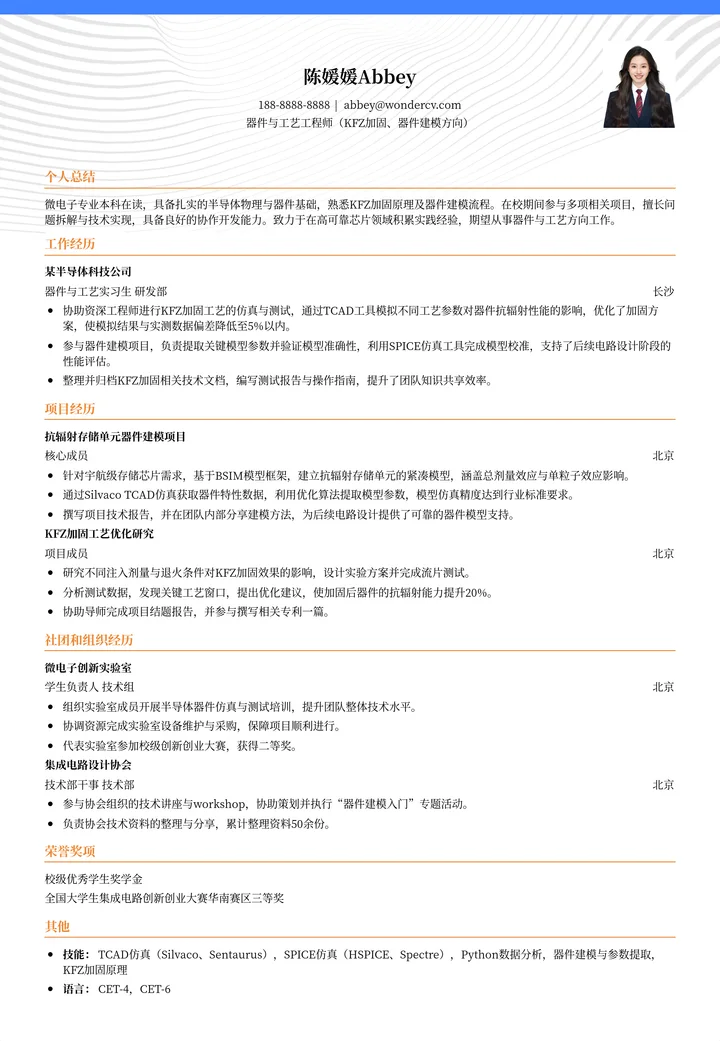 陈媛媛Abbey
188-8888-8888 | abbey@wondercv.com
器件与工艺工程师（KFZ加固、器件建模方向）
个人总结
微电子专业本科在读，具备扎实的半导体物理与器件基础，熟悉KFZ加固原理及器件建模流程。在校期间参与多项相关项目，擅长问
题拆解与技术实现，具备良好的协作开发能力。致力于在高可靠芯片领域积累实践经验，期望从事器件与工艺方向工作。
工作经历
某半导体科技公司
器件与工艺实习生 研发部 长沙
• 协助资深工程师进行KFZ加固工艺的仿真与测试，通过TCAD工具模拟不同工艺参数对器件抗辐射性能的影响，优化了加固方
案，使模拟结果与实测数据偏差降低至5%以内。
• 参与器件建模项目，负责提取关键模型参数并验证模型准确性，利用SPICE仿真工具完成模型校准，支持了后续电路设计阶段的
性能评估。
• 整理并归档KFZ加固相关技术文档，编写测试报告与操作指南，提升了团队知识共享效率。
项目经历
抗辐射存储单元器件建模项目
核心成员 北京
• 针对宇航级存储芯片需求，基于BSIM模型框架，建立抗辐射存储单元的紧凑模型，涵盖总剂量效应与单粒子效应影响。
• 通过Silvaco TCAD仿真获取器件特性数据，利用优化算法提取模型参数，模型仿真精度达到行业标准要求。
• 撰写项目技术报告，并在团队内部分享建模方法，为后续电路设计提供了可靠的器件模型支持。
KFZ加固工艺优化研究
项目成员 北京
• 研究不同注入剂量与退火条件对KFZ加固效果的影响，设计实验方案并完成流片测试。
• 分析测试数据，发现关键工艺窗口，提出优化建议，使加固后器件的抗辐射能力提升20%。
• 协助导师完成项目结题报告，并参与撰写相关专利一篇。
社团和组织经历
微电子创新实验室
学生负责人 技术组 北京
• 组织实验室成员开展半导体器件仿真与测试培训，提升团队整体技术水平。
• 协调资源完成实验室设备维护与采购，保障项目顺利进行。
• 代表实验室参加校级创新创业大赛，获得二等奖。
集成电路设计协会
技术部干事 技术部 北京
• 参与协会组织的技术讲座与workshop，协助策划并执行“器件建模入门”专题活动。
• 负责协会技术资料的整理与分享，累计整理资料50余份。
荣誉奖项
校级优秀学生奖学金
全国大学生集成电路创新创业大赛华南赛区三等奖
其他
• 技能： TCAD仿真（Silvaco、Sentaurus），SPICE仿真（HSPICE、Spectre），Python数据分析，器件建模与参数提取，
KFZ加固原理
• 语言： CET-4，CET-6